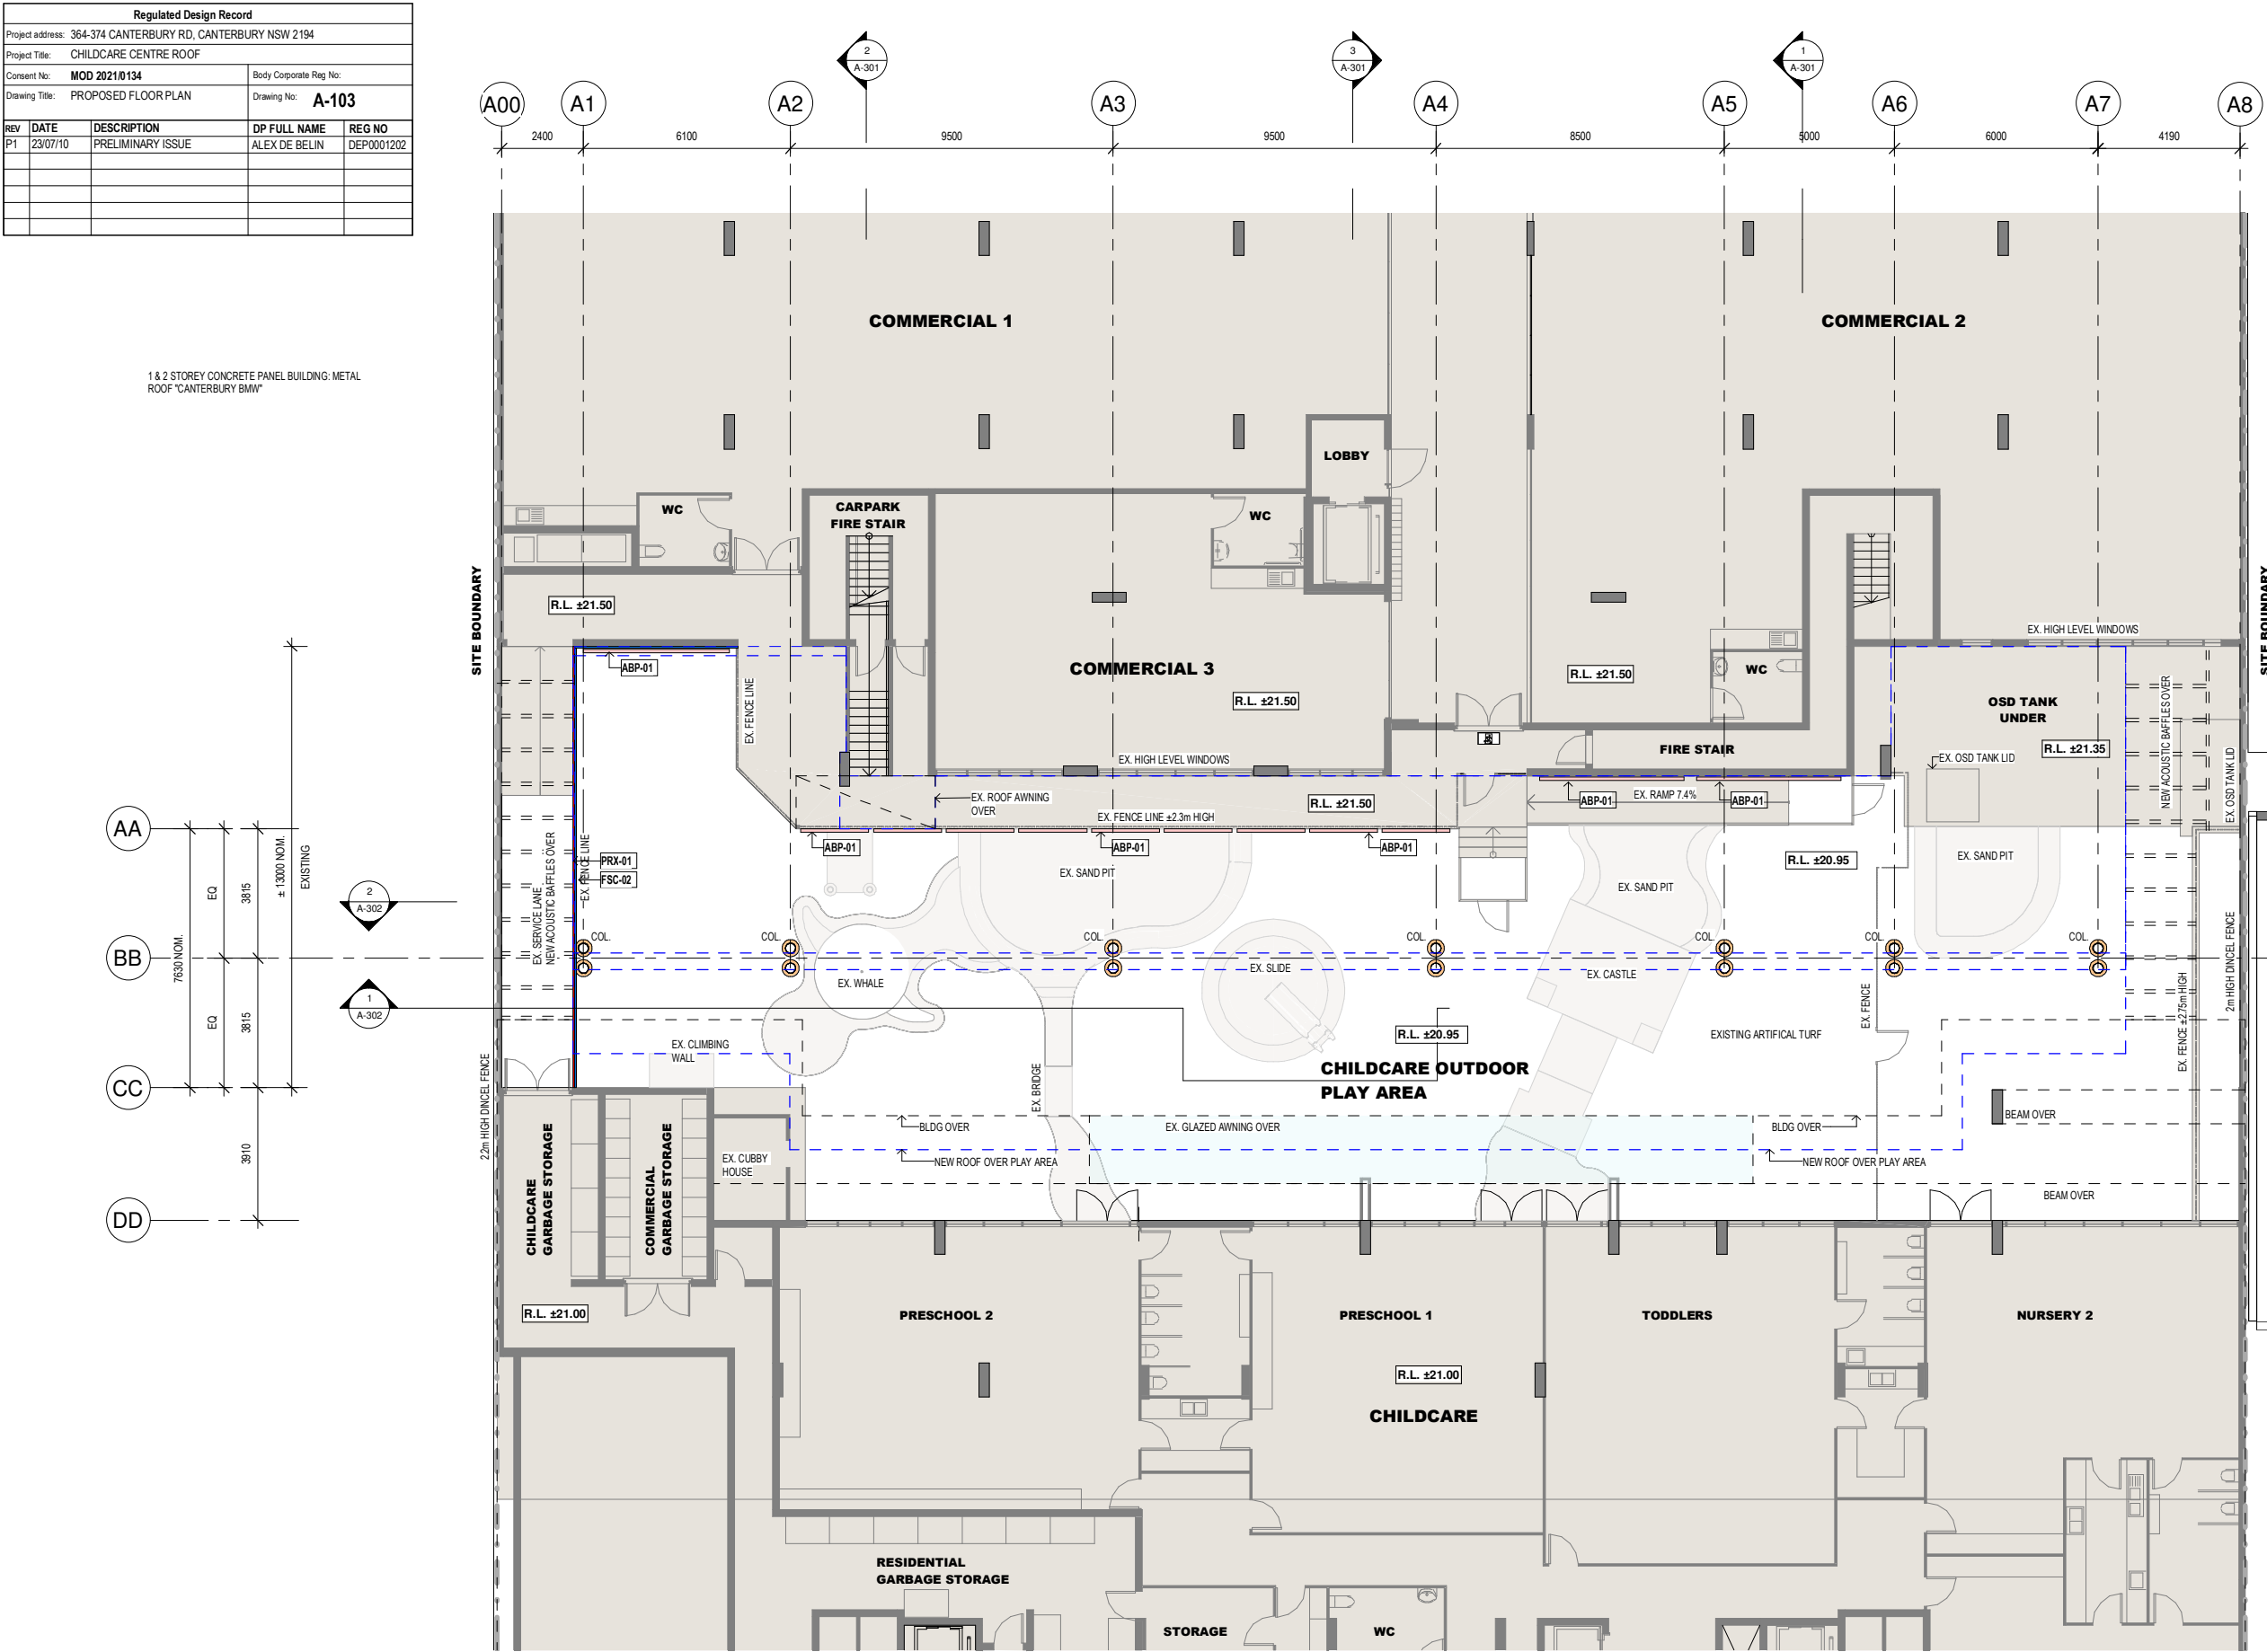 Regulated Design Record
Project address: 364-374 CANTERBURY RD, CANTERBURY NSW 2194
Project Title: CHILDCARE CENTRE ROOF
Consent No: MOD 2021/0134 Body Corporate Reg No:
Drawing Title: PROPOSED FLOOR PLAN Drawing No: A-103
REV DATE DESCRIPTION DP FULL NAME REG NO
P1 23/07/10 PRELIMINARY ISSUE ALEX DE BELIN DEP0001202
2
A-301
3
A-301
1
A-301
A00 A1 A2 A3 A4 A5 A6 A7 A8
2400 6100 9500 9500 8500 5000 6000 4190
1 & 2 STOREY CONCRETE PANEL BUILDING: METAL
ROOF "CANTERBURY BMW"
COMMERCIAL 1
COMMERCIAL 2
LOBBY
WC
CARPARK
FIRE STAIR
WC
SITE BOUNDARY
SITE BOUNDARY
R.L. ±21.50
EX. HIGH LEVEL WINDOWS
ABP-01
COMMERCIAL 3
R.L. ±21.50
R.L. ±21.50
WC
EX. FENCE LINE
OSD TANK
UNDER
NEW ACOUSTIC BAFFLES OVER
FIRE STAIR
R.L. ±21.35
EX. HIGH LEVEL WINDOWS
EX. OSD TANK LID
EX. OSD TANK LID
EX. ROOF AWNING
OVER
R.L. ±21.50
ABP-01
EX. RAMP 7.4%
ABP-01
EX. FENCE LINE ±2.3m HIGH
AA
ABP-01
ABP-01
ABP-01
EX. FENCE LINE
PRX-01
FSC-02
EX. SAND PIT
EX. SAND PIT
R.L. ±20.95
EX. SAND PIT
± 13000 NOM.
EXISTING
EQ
3815
7630 NOM.
EX. SERVICE LANE
NEW ACOUSTIC BAFFLES OVER
2
A-302
COL.
COL.
COL.
COL.
COL.
COL.
COL.
BB
EX. WHALE
EX. SLIDE
EX. CASTLE
2m HIGH DINCEL FENCE
1
A-302
EQ
3815
EX. FENCE
EX. FENCE ±2.75m HIGH
R.L. ±20.95
EXISTING ARTIFICAL TURF
EX. CLIMBING
WALL
CHILDCARE OUTDOOR
PLAY AREA
CC
2.2m HIGH DINCEL FENCE
EX. BRIDGE
BEAM OVER
BLDG OVER
EX. GLAZED AWNING OVER
BLDG OVER
3910
CHILDCARE
GARBAGE STORAGE
COMMERCIAL
GARBAGE STORAGE
EX. CUBBY
HOUSE
NEW ROOF OVER PLAY AREA
NEW ROOF OVER PLAY AREA
BEAM OVER
DD
R.L. ±21.00
PRESCHOOL 2
PRESCHOOL 1
TODDLERS
NURSERY 2
R.L. ±21.00
CHILDCARE
RESIDENTIAL
GARBAGE STORAGE
STORAGE
WC